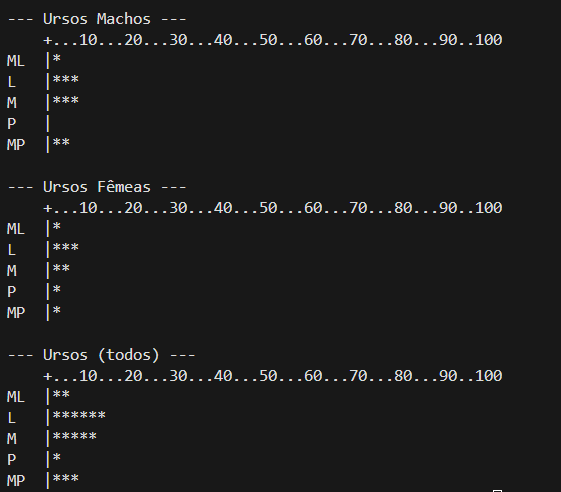 --- Ursos Machos ---
    +...10...20...30...40...50...60...70...80...90..100
ML  |*
L   |***
M   |***
P   |
MP  |**

--- Ursos Fêmeas ---
    +...10...20...30...40...50...60...70...80...90..100
ML  |*
L   |***
M   |**
P   |*
MP  |*

--- Ursos (todos) ---
    +...10...20...30...40...50...60...70...80...90..100
ML  |**
L   |******
M   |*****
P   |*
MP  |***